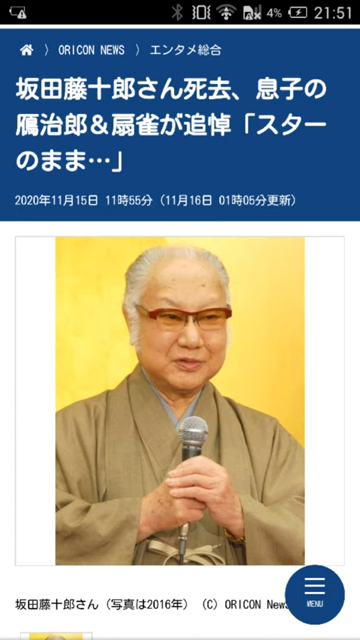 4% 21:51
〉 ORICON NEWS 〉 エンタメ総合
坂田藤十郎さん死去、息子の
鴈治郎＆扇雀が追悼「スター
のまま…」
2020年11月15日 11時55分（11月16日 01時05分更新）
坂田藤十郎さん（写真は2016年）（C）ORICON News
MENU